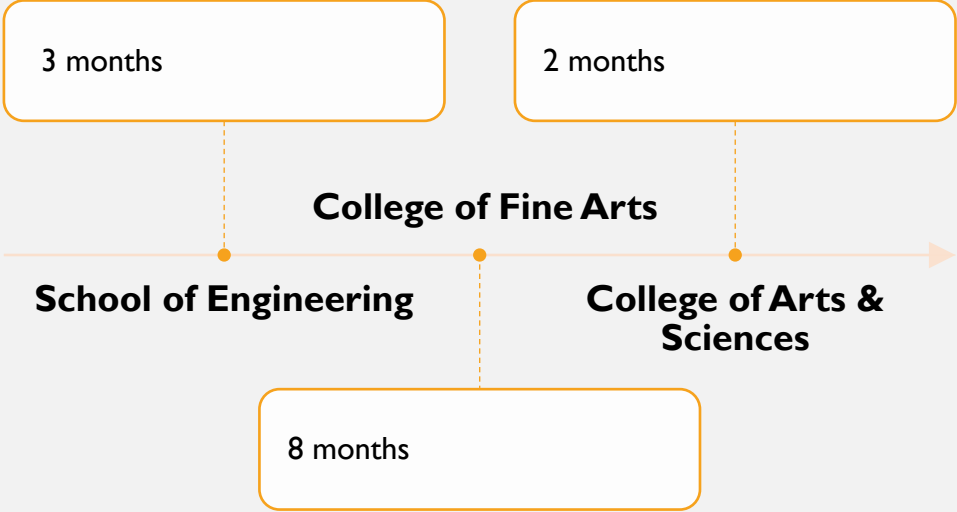 3 months
2 months
College of Fine Arts
School of Engineering
College of Arts &
Sciences
8 months